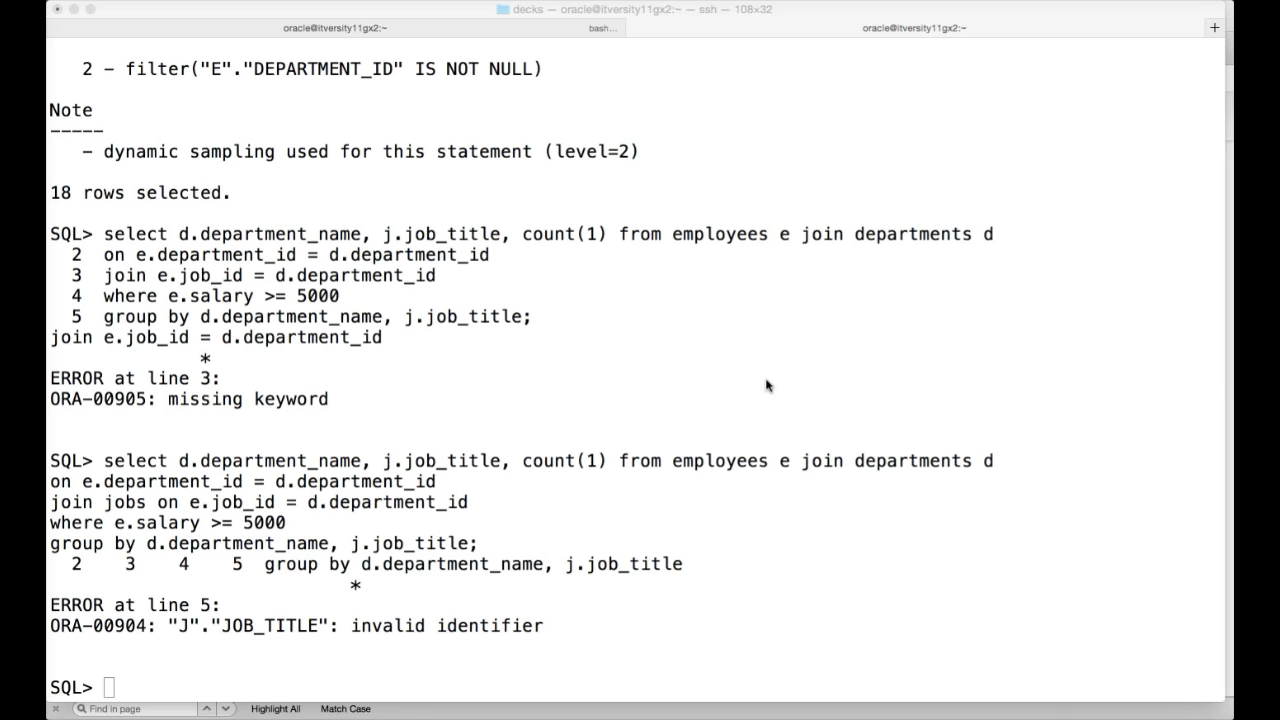 decks — oracle@itversity11gx2:~ — ssh — 108×32
oracle@itversity11gx2:~ bash... oracle@itversity11gx2:~ +
2 - filter("E"."DEPARTMENT_ID" IS NOT NULL)
Note
-----
- dynamic sampling used for this statement (level=2)
18 rows selected.
SQL> select d.department_name, j.job_title, count(1) from employees e join departments d
2 on e.department_id = d.department_id
3 join e.job_id = d.department_id
4 where e.salary >= 5000
5 group by d.department_name, j.job_title;
join e.job_id = d.department_id
*
ERROR at line 3:
ORA-00905: missing keyword
SQL> select d.department_name, j.job_title, count(1) from employees e join departments d
on e.department_id = d.department_id
join jobs on e.job_id = d.department_id
where e.salary >= 5000
group by d.department_name, j.job_title;
2 3 4 5 group by d.department_name, j.job_title
*
ERROR at line 5:
ORA-00904: "J"."JOB_TITLE": invalid identifier
SQL>
Find in page Highlight All Match Case